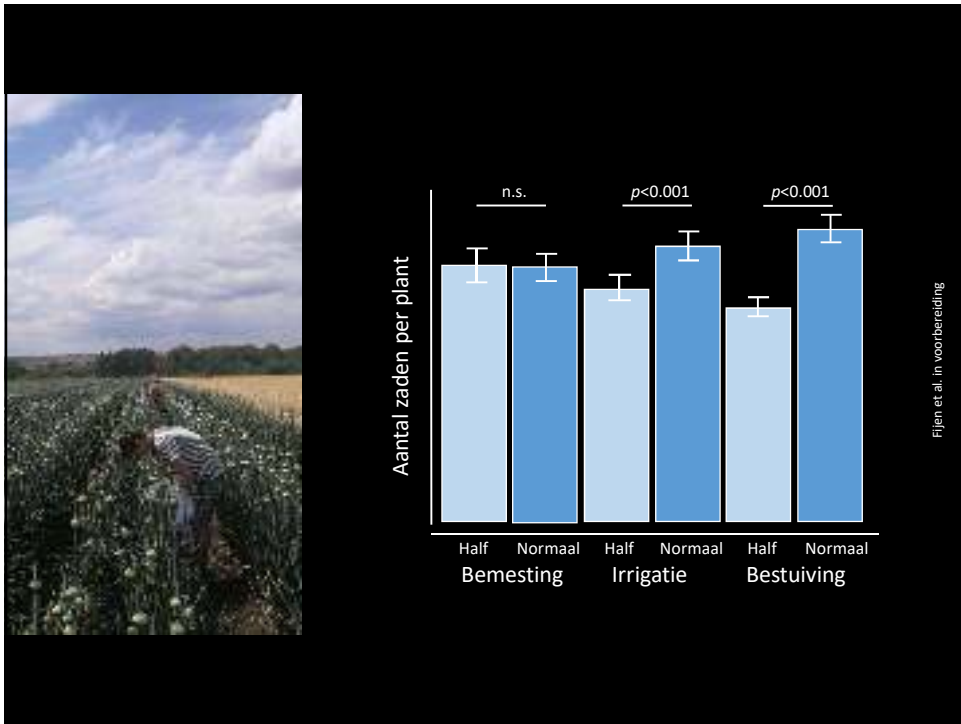 n.s.
p<0.001
p<0.001
Aantal zaden per plant
Half Normaal Half Normaal Half Normaal
Bemesting Irrigatie Bestuiving
Fijen et al. in voorbereiding